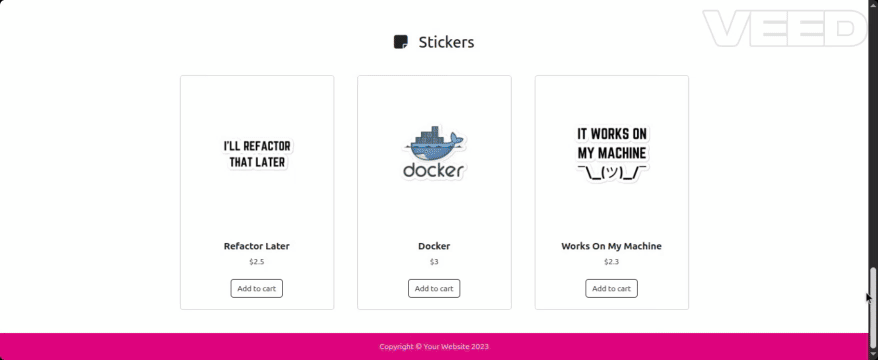 VEED
Stickers
I'LL REFACTOR
THAT LATER
docker
IT WORKS ON
MY MACHINE
¯\_(ツ)_/¯
Refactor Later
Docker
Works On My Machine
$2.5
$3
$2.3
Add to cart
Add to cart
Add to cart
Copyright © Your Website 2023